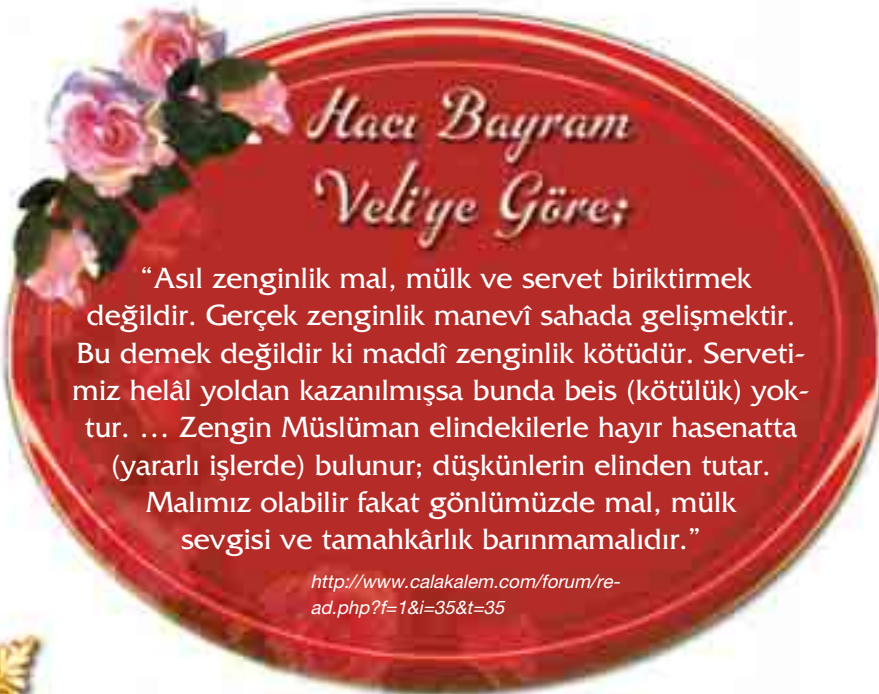 Hacı Bayram
Veli'ye Göre;
“Asıl zenginlik mal, mülk ve servet biriktirmek
değildir. Gerçek zenginlik manevî sahada gelişmektir.
Bu demek değildir ki maddî zenginlik kötüdür. Serveti-
miz helâl yoldan kazanılmışsa bunda beis (kötülük) yok-
tur. … Zengin Müslüman elindekilerle hayır hasenatta
(yararlı işlerde) bulunur; düşkünlerin elinden tutar.
Malımız olabilir fakat gönlümüzde mal, mülk
sevgisi ve tamahkârlık barınmamalıdır.”
http://www.calakalem.com/forum/re-
ad.php?f=1&i=35&t=35